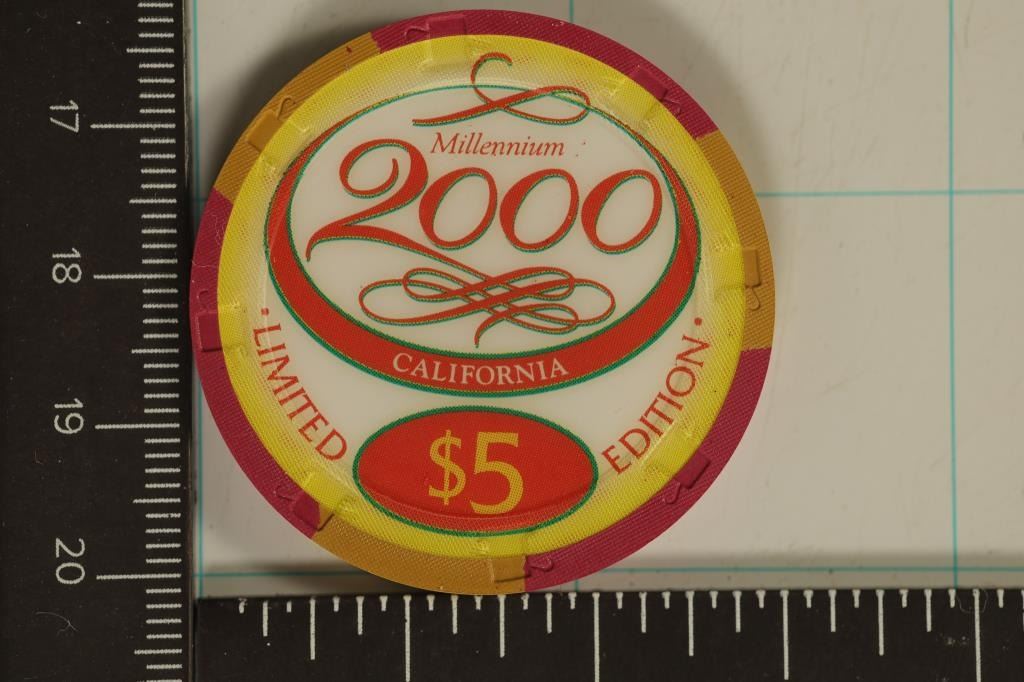 Millennium
2000
CALIFORNIA
• LIMITED EDITION •
$5
17
18
19
20